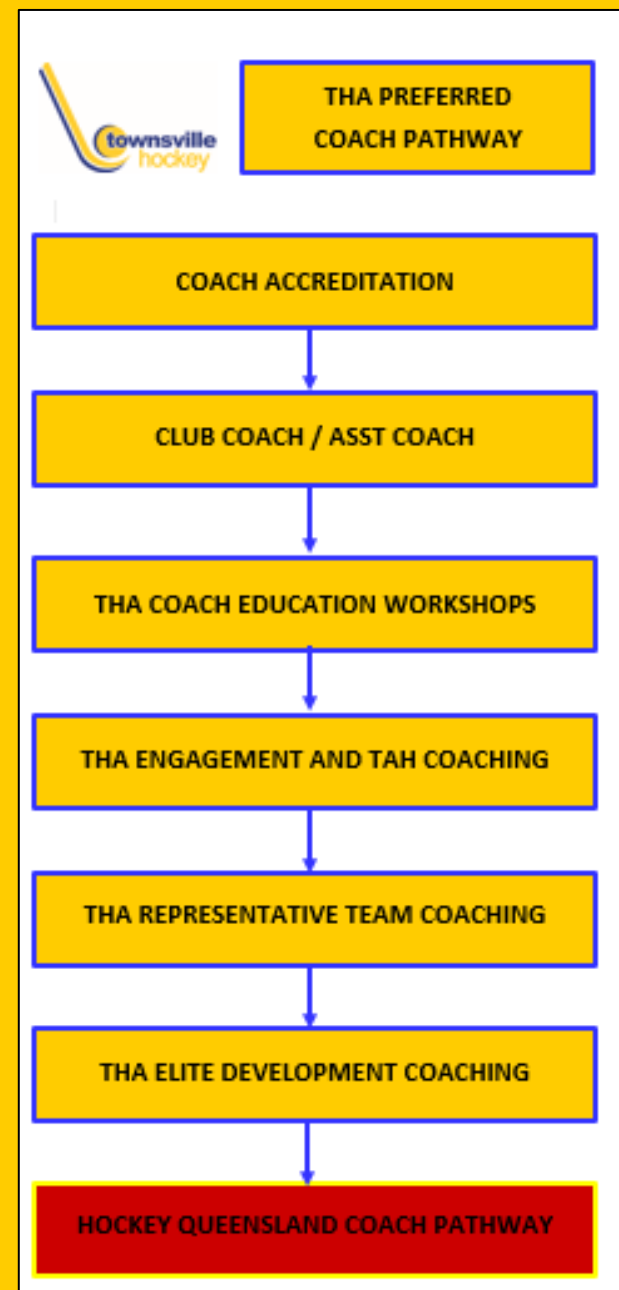 townsville
hockey
THA PREFERRED
COACH PATHWAY
COACH ACCREDITATION
CLUB COACH / ASST COACH
THA COACH EDUCATION WORKSHOPS
THA ENGAGEMENT AND TAH COACHING
THA REPRESENTATIVE TEAM COACHING
THA ELITE DEVELOPMENT COACHING
HOCKEY QUEENSLAND COACH PATHWAY